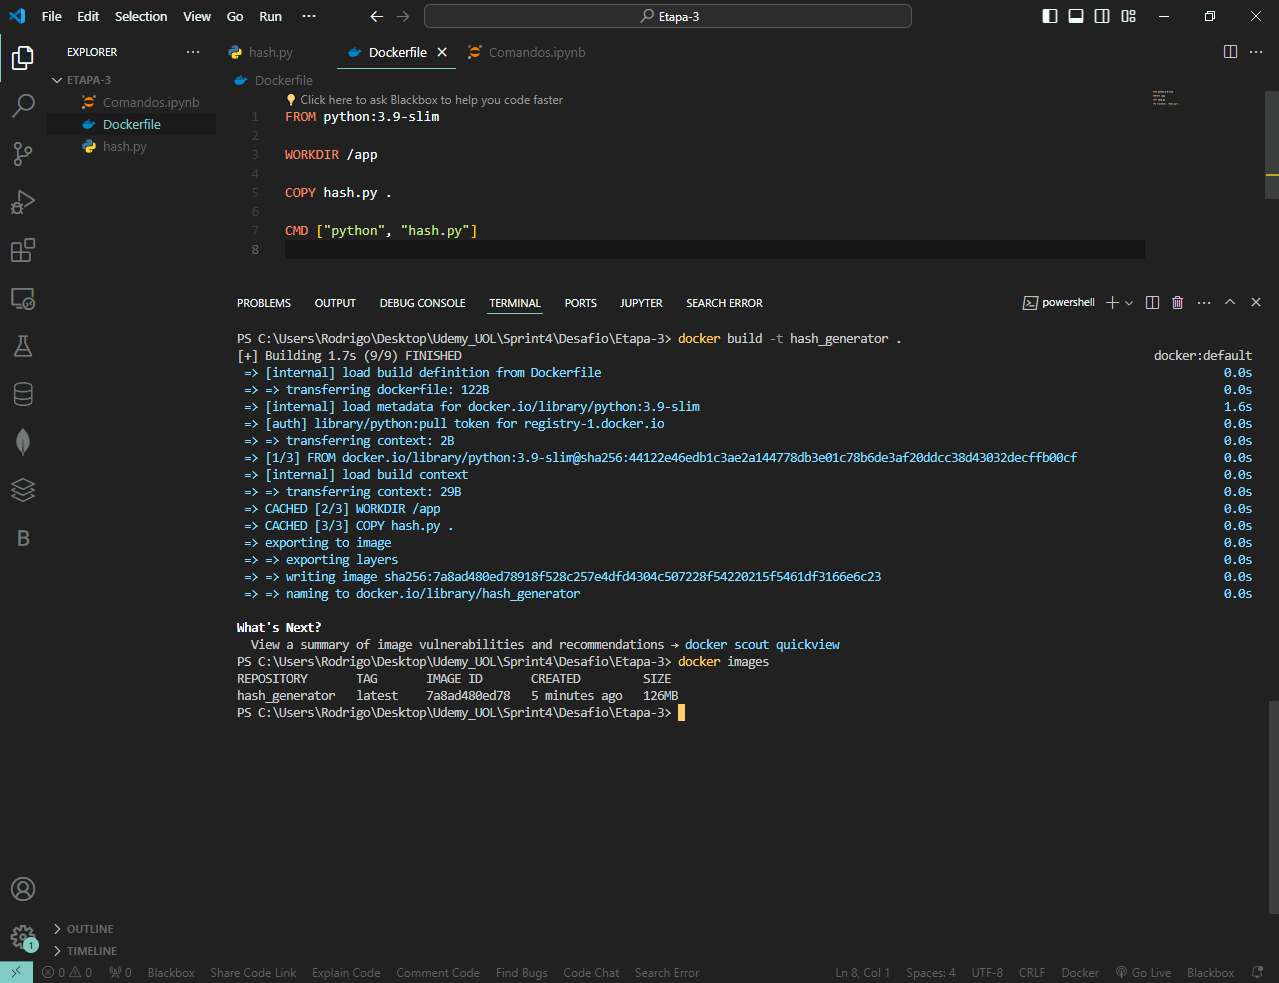 File Edit Selection View Go Run ··· Etapa-3
EXPLORER ···
ETAPA-3
Comandos.ipynb
Dockerfile
hash.py
hash.py Dockerfile Comandos.ipynb
Dockerfile
Click here to ask Blackbox to help you code faster
1 FROM python:3.9-slim
2
3 WORKDIR /app
4
5 COPY hash.py .
6
7 CMD ["python", "hash.py"]
8
PROBLEMS OUTPUT DEBUG CONSOLE TERMINAL PORTS JUPYTER SEARCH ERROR powershell
PS C:\Users\Rodrigo\Desktop\Udemy_UOL\Sprint4\Desafio\Etapa-3> docker build -t hash_generator .
[+] Building 1.7s (9/9) FINISHED docker:default
=> [internal] load build definition from Dockerfile 0.0s
=> => transferring dockerfile: 122B 0.0s
=> [internal] load metadata for docker.io/library/python:3.9-slim 1.6s
=> [auth] library/python:pull token for registry-1.docker.io 0.0s
=> => transferring context: 2B 0.0s
=> [1/3] FROM docker.io/library/python:3.9-slim@sha256:44122e46edb1c3ae2a144778db3e01c78b6de3af20ddcc38d43032decffb00cf 0.0s
=> [internal] load build context 0.0s
=> => transferring context: 29B 0.0s
=> CACHED [2/3] WORKDIR /app 0.0s
=> CACHED [3/3] COPY hash.py . 0.0s
=> exporting to image 0.0s
=> => exporting layers 0.0s
=> => writing image sha256:7a8ad480ed78918f528c257e4dfd4304c507228f54220215f5461df3166e6c23 0.0s
=> => naming to docker.io/library/hash_generator 0.0s
What's Next?
View a summary of image vulnerabilities and recommendations → docker scout quickview
PS C:\Users\Rodrigo\Desktop\Udemy_UOL\Sprint4\Desafio\Etapa-3> docker images
REPOSITORY TAG IMAGE ID CREATED SIZE
hash_generator latest 7a8ad480ed78 5 minutes ago 126MB
PS C:\Users\Rodrigo\Desktop\Udemy_UOL\Sprint4\Desafio\Etapa-3>
B
OUTLINE
1
TIMELINE
0 0 0 Blackbox Share Code Link Explain Code Comment Code Find Bugs Code Chat Search Error Ln 8, Col 1 Spaces: 4 UTF-8 CRLF Docker Go Live Blackbox